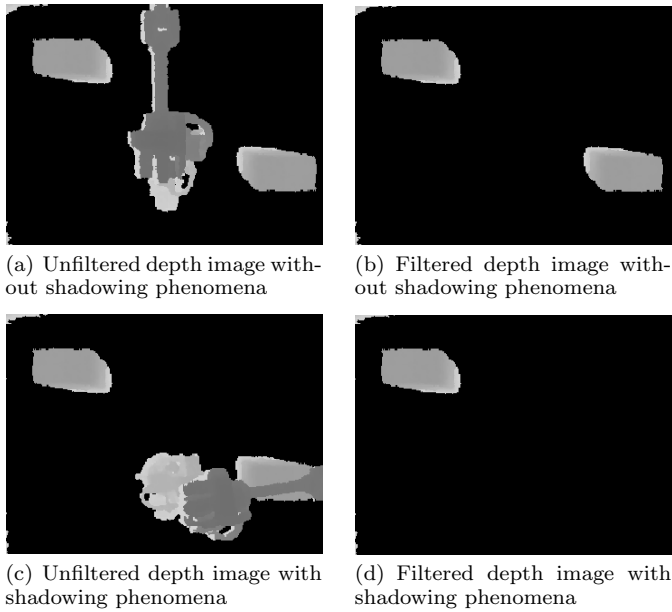 (a) Unfiltered depth image with-
out shadowing phenomena
(b) Filtered depth image with-
out shadowing phenomena
(c) Unfiltered depth image with
shadowing phenomena
(d) Filtered depth image with
shadowing phenomena